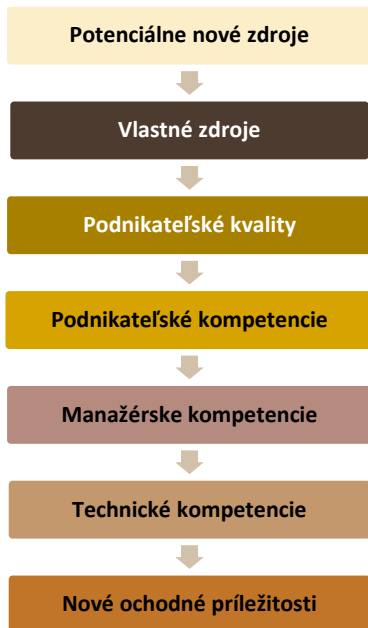 Potenciálne nové zdroje
Vlastné zdroje
Podnikateľské kvality
Podnikateľské kompetencie
Manažérske kompetencie
Technické kompetencie
Nové ochodné príležitosti